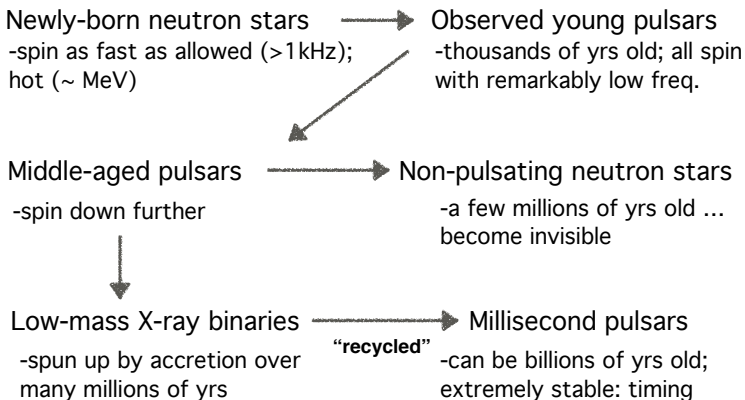 Newly-born neutron stars
-spin as fast as allowed (>1kHz);
hot (~ MeV)
Observed young pulsars
-thousands of yrs old; all spin
with remarkably low freq.
Middle-aged pulsars
-spin down further
Non-pulsating neutron stars
-a few millions of yrs old ...
become invisible
Low-mass X-ray binaries
-spun up by accretion over
many millions of yrs
"recycled"
Millisecond pulsars
-can be billions of yrs old;
extremely stable: timing